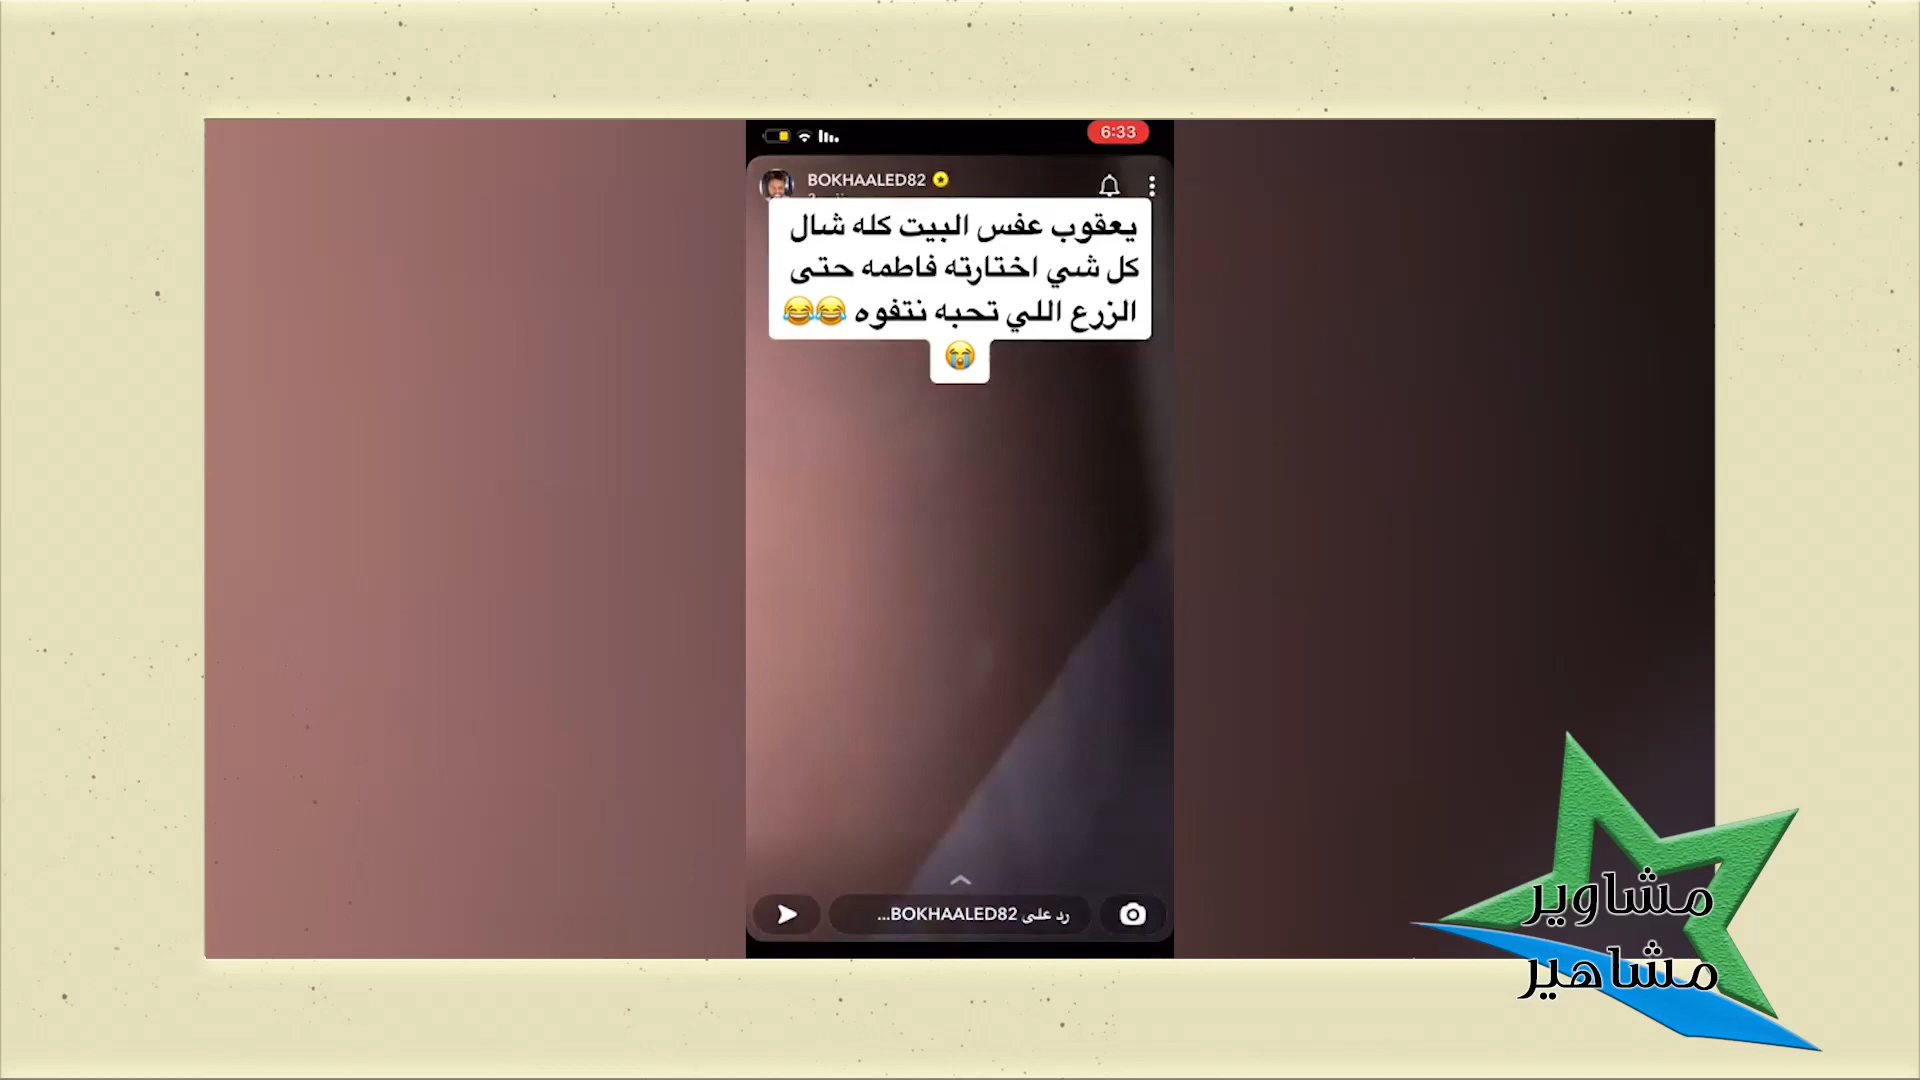 6:33
BOKHAALED82
يعقوب عفس البيت كله شال
كل شي اختارته فاطمه حتى
الزرع اللي تحبه نتفوه 😂😂
😭
رد على BOKHAALED82...
مشاوير
مشاهير